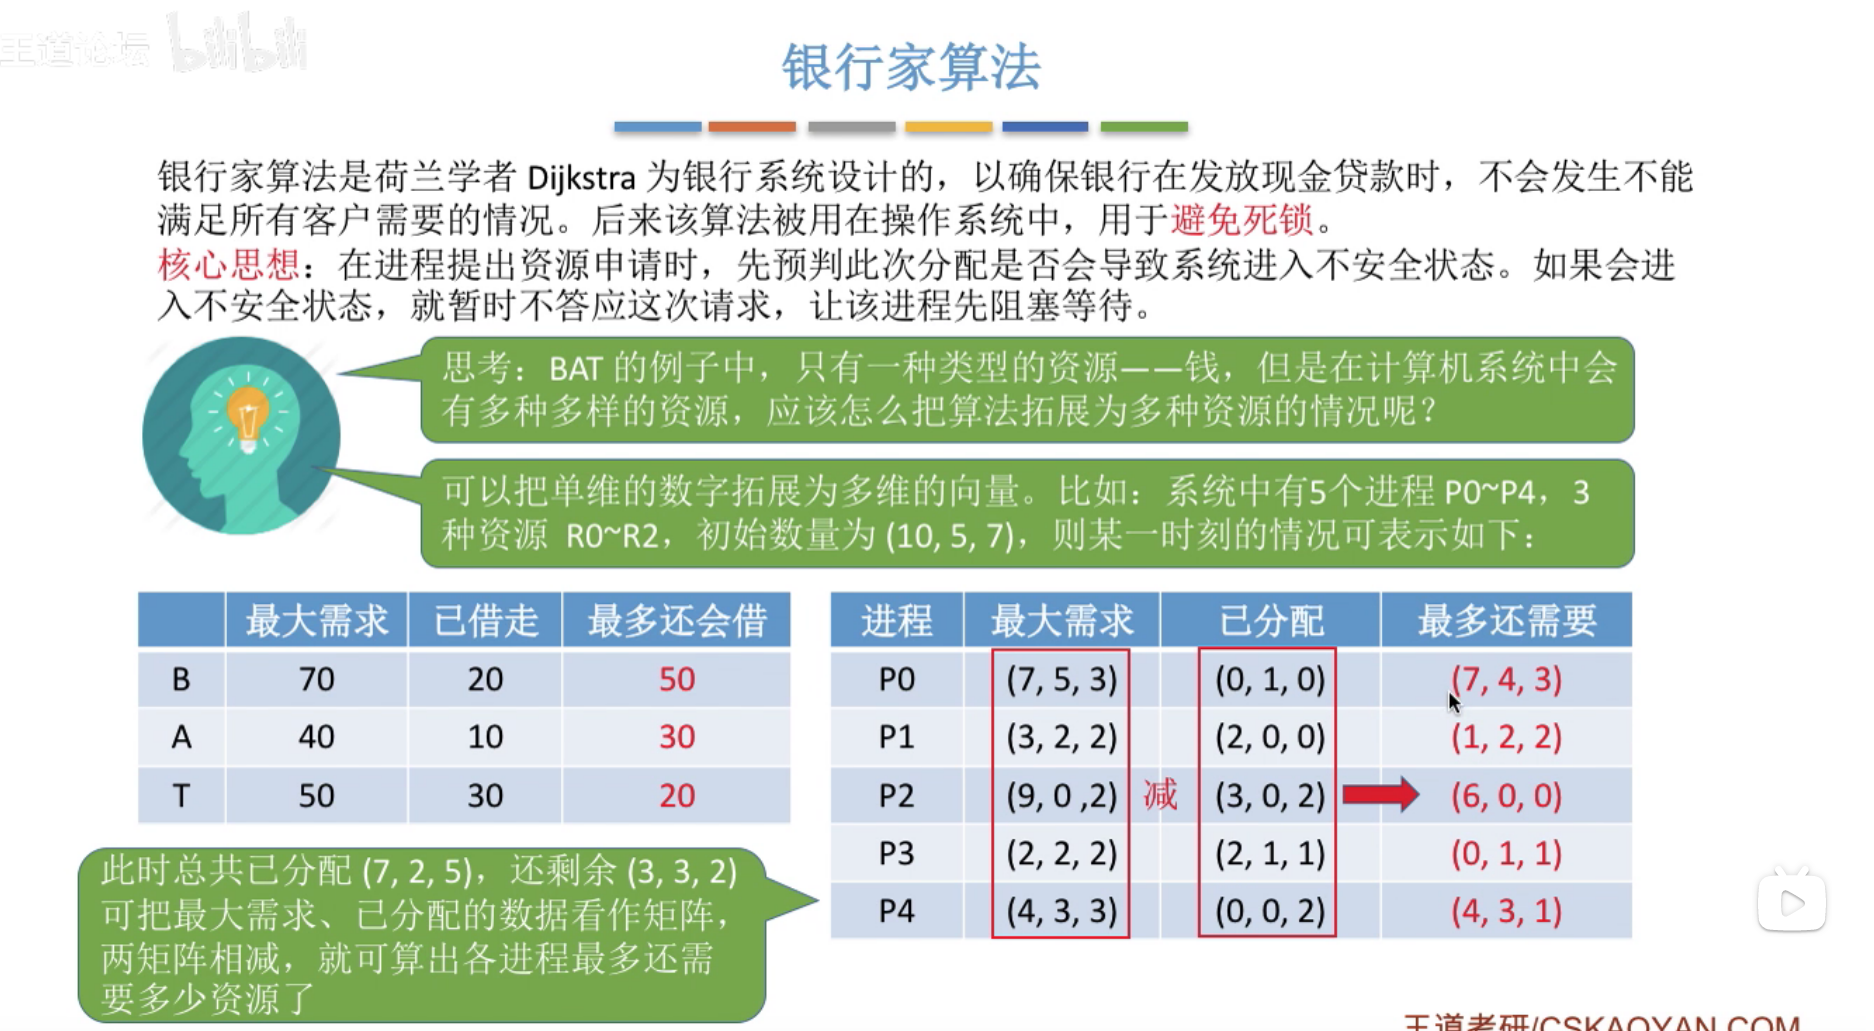 王道论坛 bilibili
银行家算法
银行家算法是荷兰学者 Dijkstra 为银行系统设计的，以确保银行在发放现金贷款时，不会发生不能
满足所有客户需要的情况。后来该算法被用在操作系统中，用于避免死锁。
核心思想：在进程提出资源申请时，先预判此次分配是否会导致系统进入不安全状态。如果会进
入不安全状态，就暂时不答应这次请求，让该进程先阻塞等待。
思考：BAT 的例子中，只有一种类型的资源——钱，但是在计算机系统中会
有多种多样的资源，应该怎么把算法拓展为多种资源的情况呢？
可以把单维的数字拓展为多维的向量。比如：系统中有5个进程 P0~P4，3
种资源 R0~R2，初始数量为 (10, 5, 7)，则某一时刻的情况可表示如下：
最大需求 已借走 最多还会借
B 70 20 50
A 40 10 30
T 50 30 20
进程 最大需求 已分配 最多还需要
P0 (7, 5, 3) (0, 1, 0) (7, 4, 3)
P1 (3, 2, 2) (2, 0, 0) (1, 2, 2)
P2 (9, 0 ,2) 减 (3, 0, 2) (6, 0, 0)
P3 (2, 2, 2) (2, 1, 1) (0, 1, 1)
P4 (4, 3, 3) (0, 0, 2) (4, 3, 1)
此时总共已分配 (7, 2, 5)，还剩余 (3, 3, 2)
可把最大需求、已分配的数据看作矩阵，
两矩阵相减，就可算出各进程最多还需
要多少资源了
王道考研/CSKAOYAN.COM